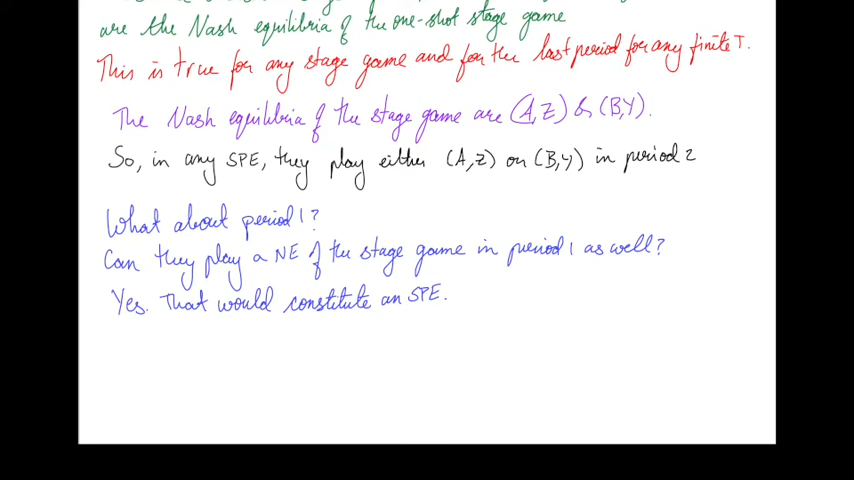 are the Nash equilibria of the one-shot stage game
This is true for any stage game and for the last period for any finite T.
The Nash equilibria of the stage game are (A,Z) & (B,Y).
So, in any SPE, they play either (A,Z) or (B,Y) in period 2
What about period 1?
Can they play a NE of the stage game in period 1 as well?
Yes. That would constitute an SPE.